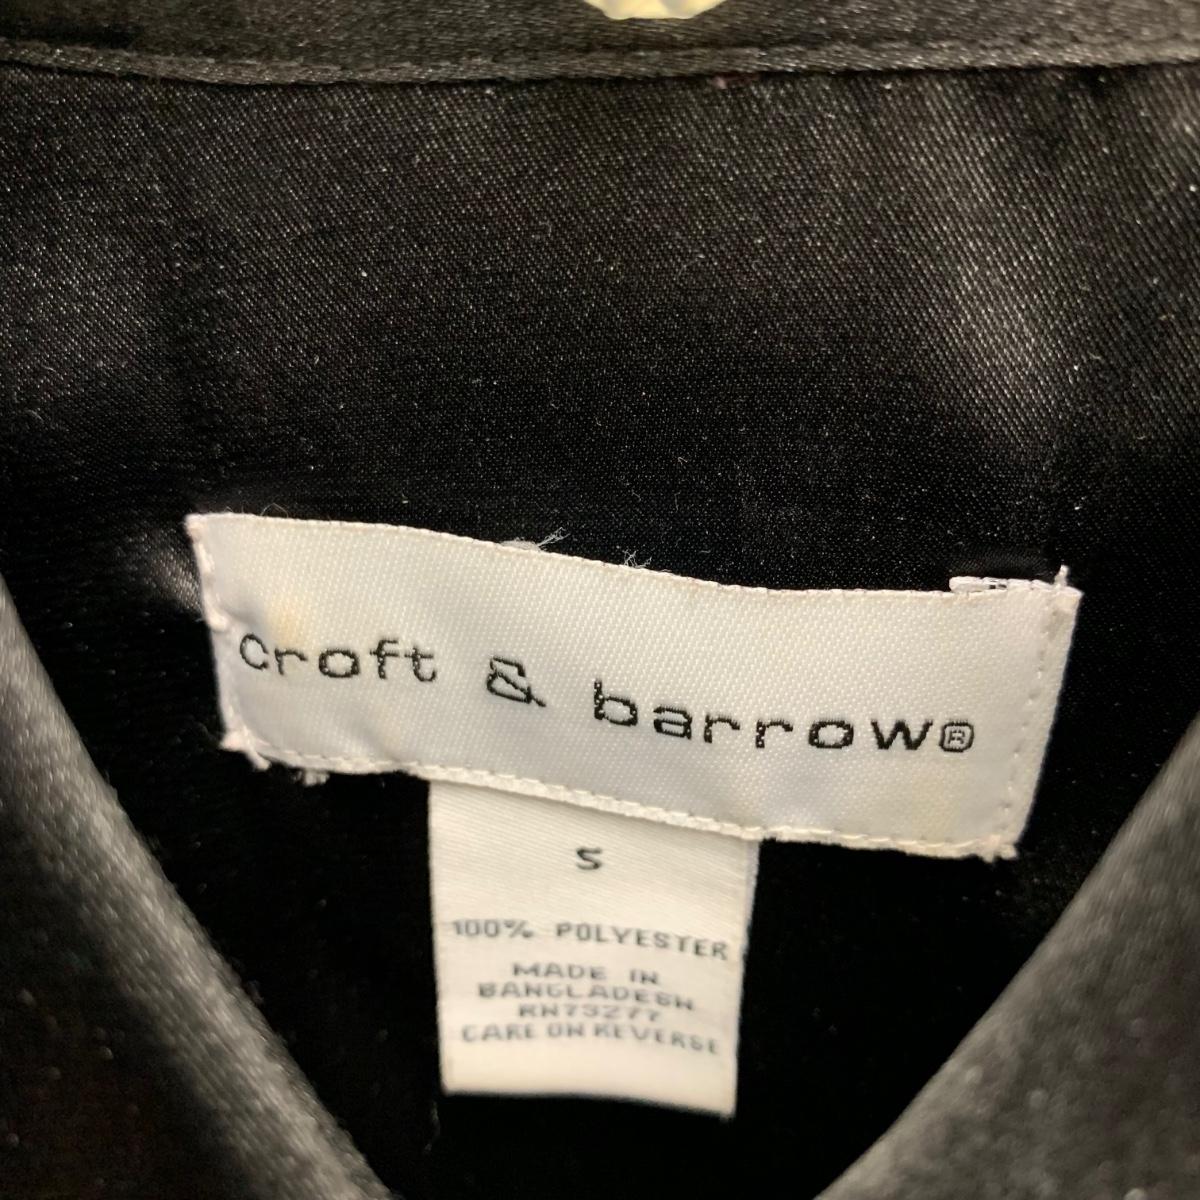 Croft & barrow®
S
100% POLYESTER
MADE IN
BANGLADESH
RN73277
CARE ON REVERSE